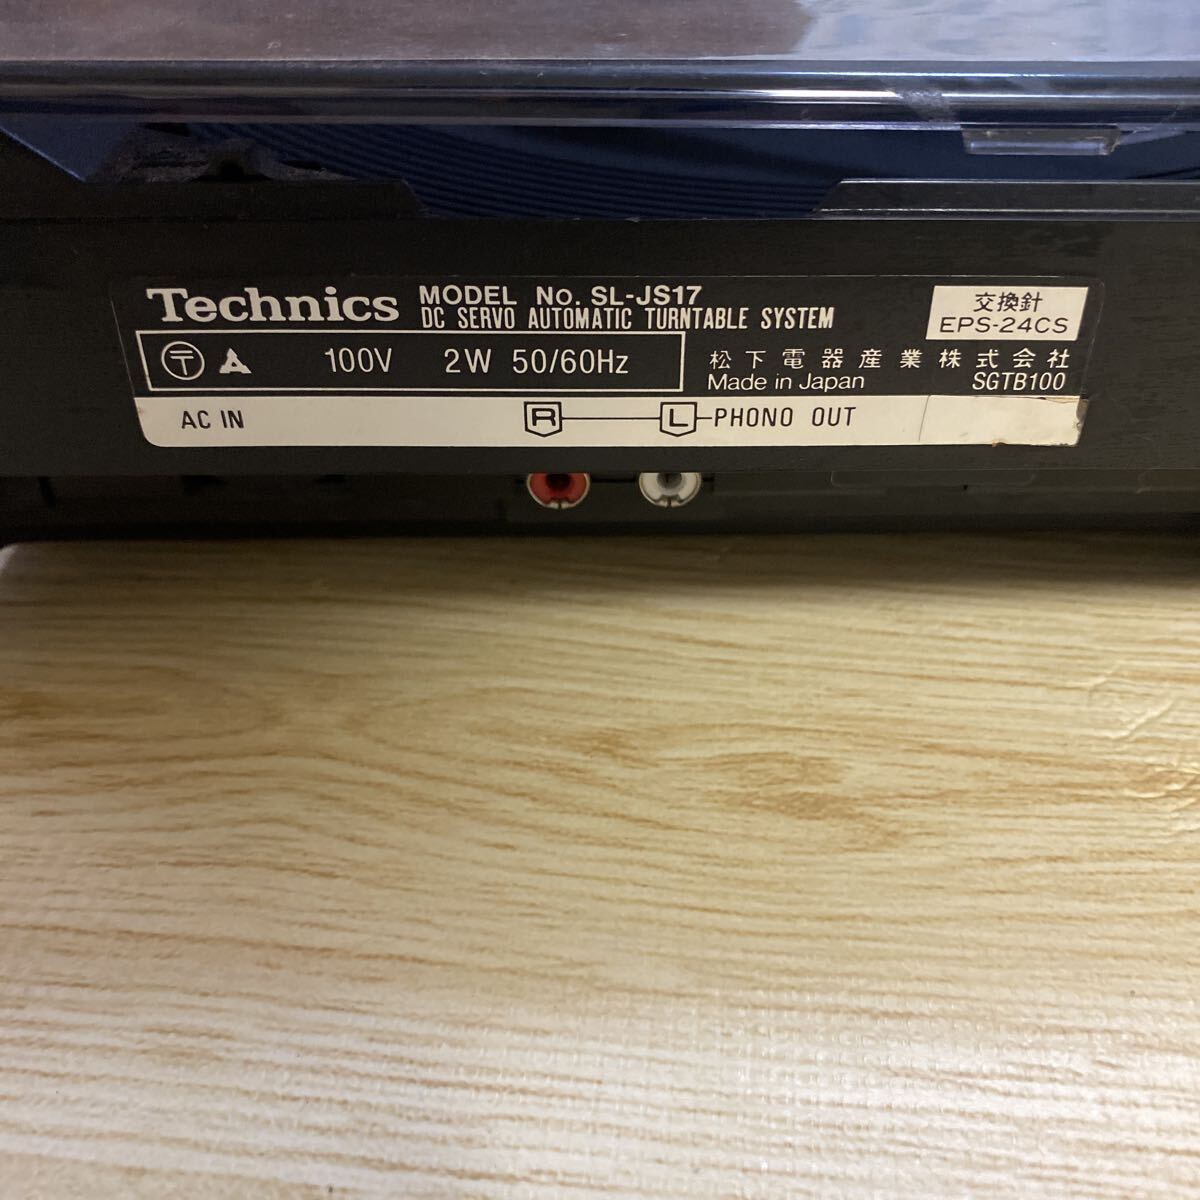 Technics MODEL No. SL-JS17
DC SERVO AUTOMATIC TURNTABLE SYSTEM
交換針
EPS-24CS
〒 100V 2W 50/60Hz
松下電器産業株式会社
Made in Japan SGTB100
AC IN R L PHONO OUT